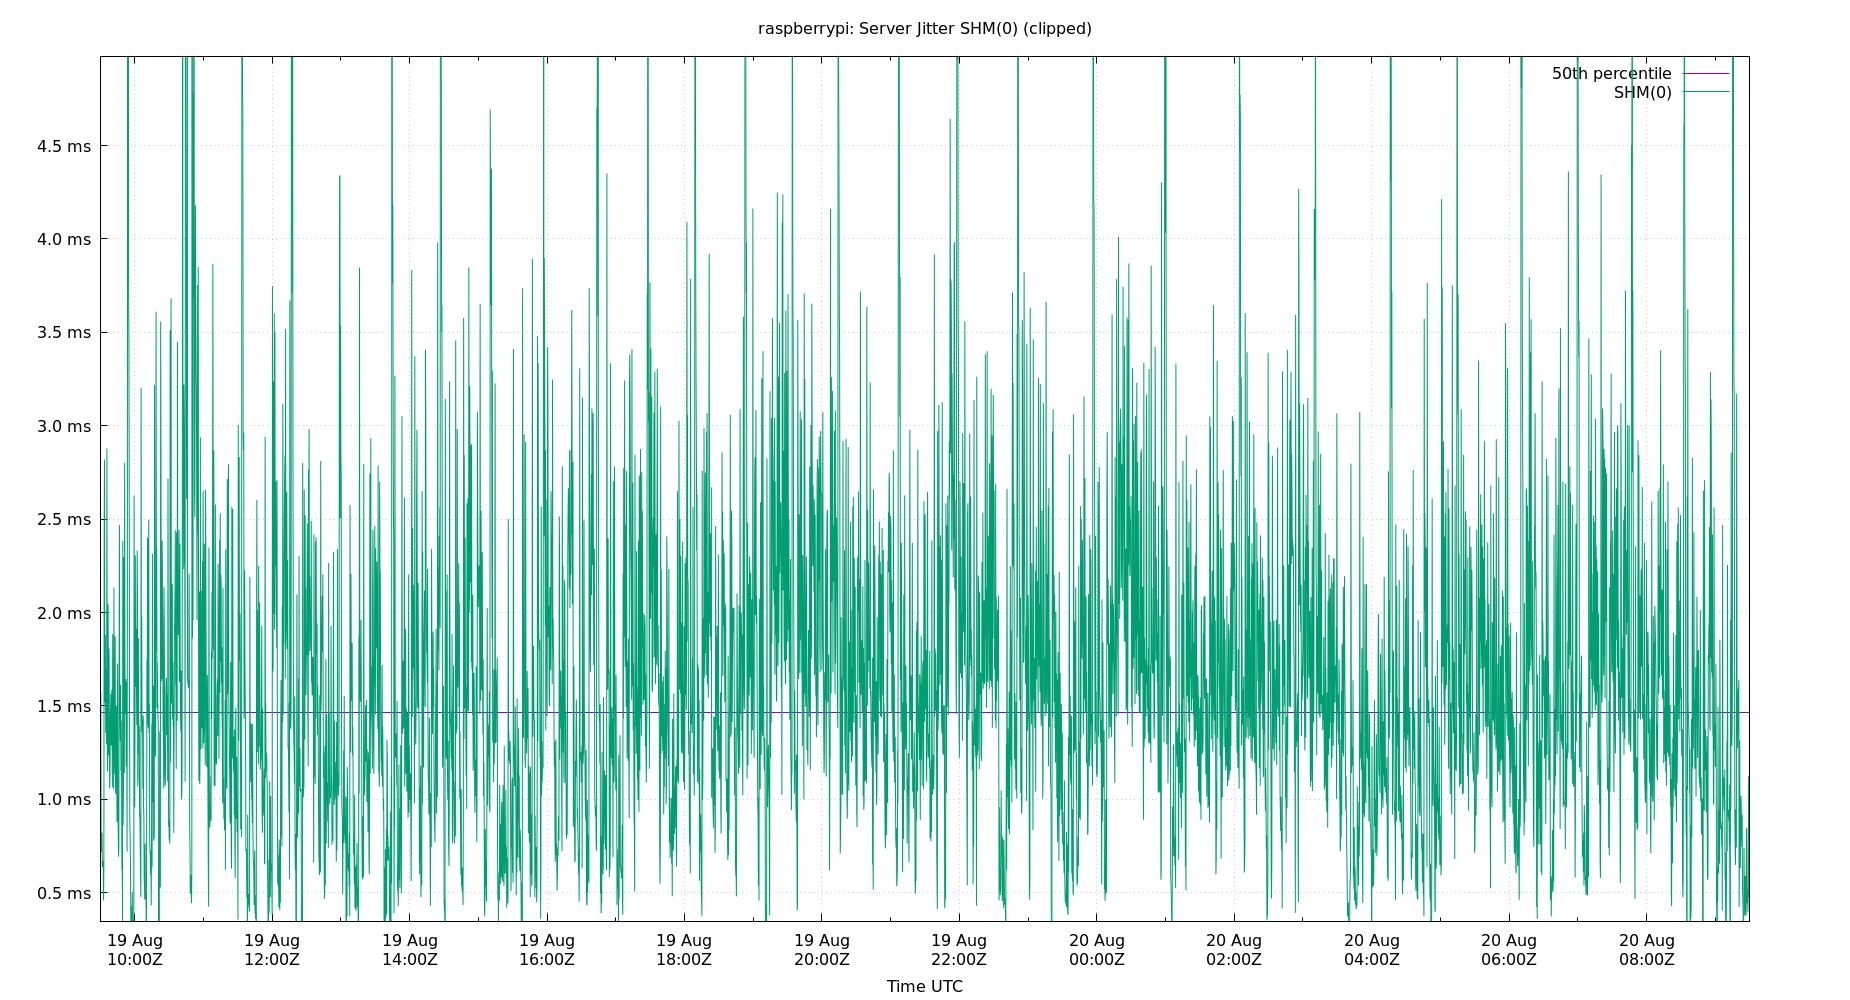 raspberrypi: Server Jitter SHM(0) (clipped)
50th percentile
SHM(0)
4.5 ms
4.0 ms
3.5 ms
3.0 ms
2.5 ms
2.0 ms
1.5 ms
1.0 ms
0.5 ms
19 Aug 19 Aug 19 Aug 19 Aug 19 Aug 19 Aug 19 Aug 20 Aug 20 Aug 20 Aug 20 Aug 20 Aug
10:00Z 12:00Z 14:00Z 16:00Z 18:00Z 20:00Z 22:00Z 00:00Z 02:00Z 04:00Z 06:00Z 08:00Z
Time UTC